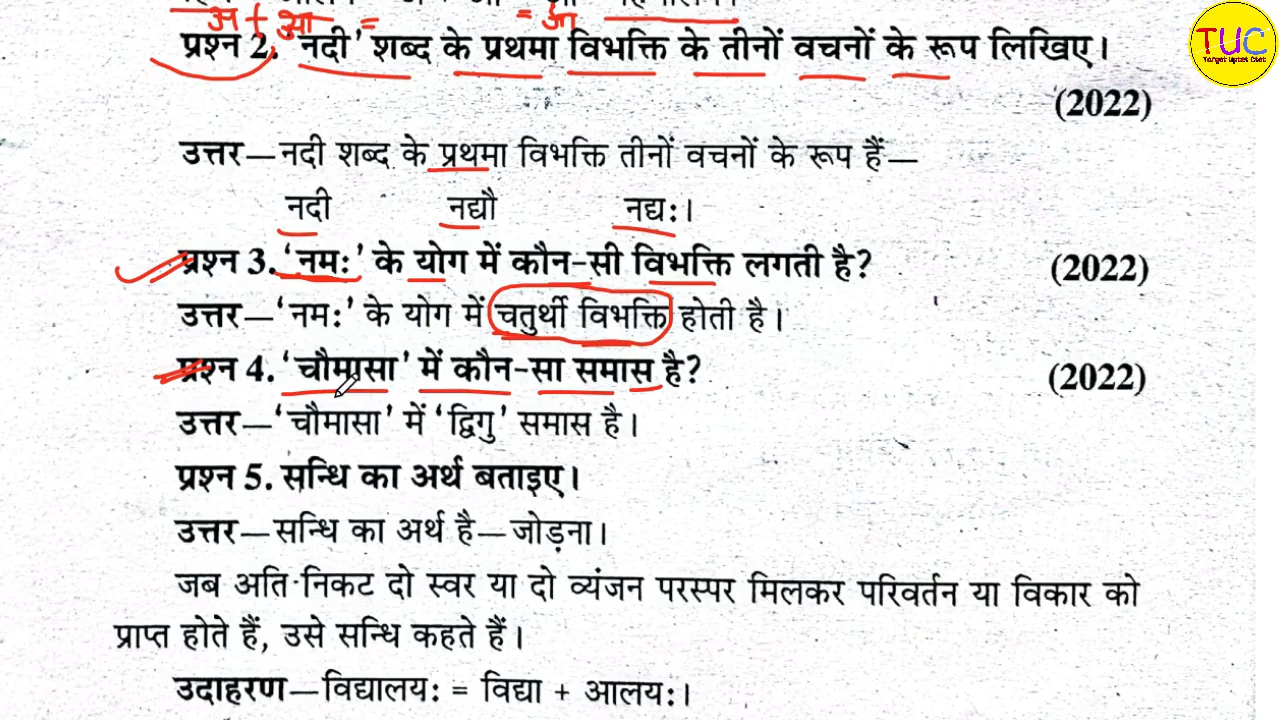 अ + आ = = आ
प्रश्न 2. 'नदी' शब्द के प्रथमा विभक्ति के तीनों वचनों के रूप लिखिए।
(2022)
उत्तर—नदी शब्द के प्रथमा विभक्ति तीनों वचनों के रूप हैं—
नदी नद्यौ नद्यः।
प्रश्न 3. 'नमः' के योग में कौन-सी विभक्ति लगती है? (2022)
उत्तर—'नमः' के योग में चतुर्थी विभक्ति होती है।
प्रश्न 4. 'चौमासा' में कौन-सा समास है? (2022)
उत्तर—'चौमासा' में 'द्विगु' समास है।
प्रश्न 5. सन्धि का अर्थ बताइए।
उत्तर—सन्धि का अर्थ है—जोड़ना।
जब अति निकट दो स्वर या दो व्यंजन परस्पर मिलकर परिवर्तन या विकार को
प्राप्त होते हैं, उसे सन्धि कहते हैं।
उदाहरण—विद्यालयः = विद्या + आलयः।
TUC
Target Uptet Ctet